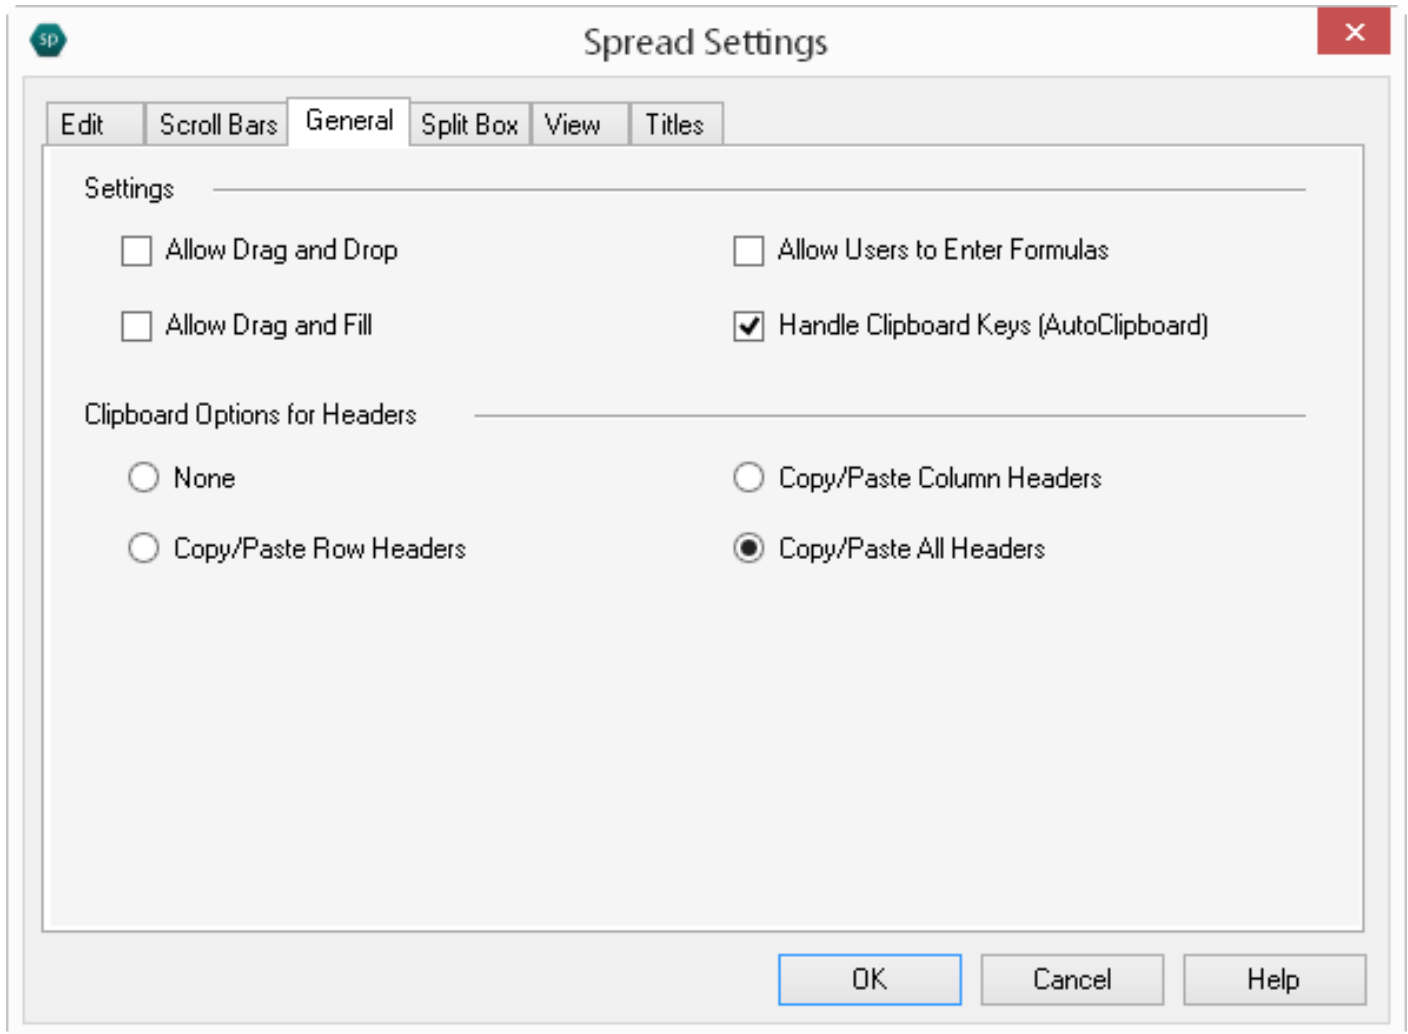 sp
Spread Settings
Edit
Scroll Bars
General
Split Box
View
Titles
Settings
Allow Drag and Drop
Allow Users to Enter Formulas
Allow Drag and Fill
Handle Clipboard Keys (AutoClipboard)
Clipboard Options for Headers
None
Copy/Paste Column Headers
Copy/Paste Row Headers
Copy/Paste All Headers
OK
Cancel
Help